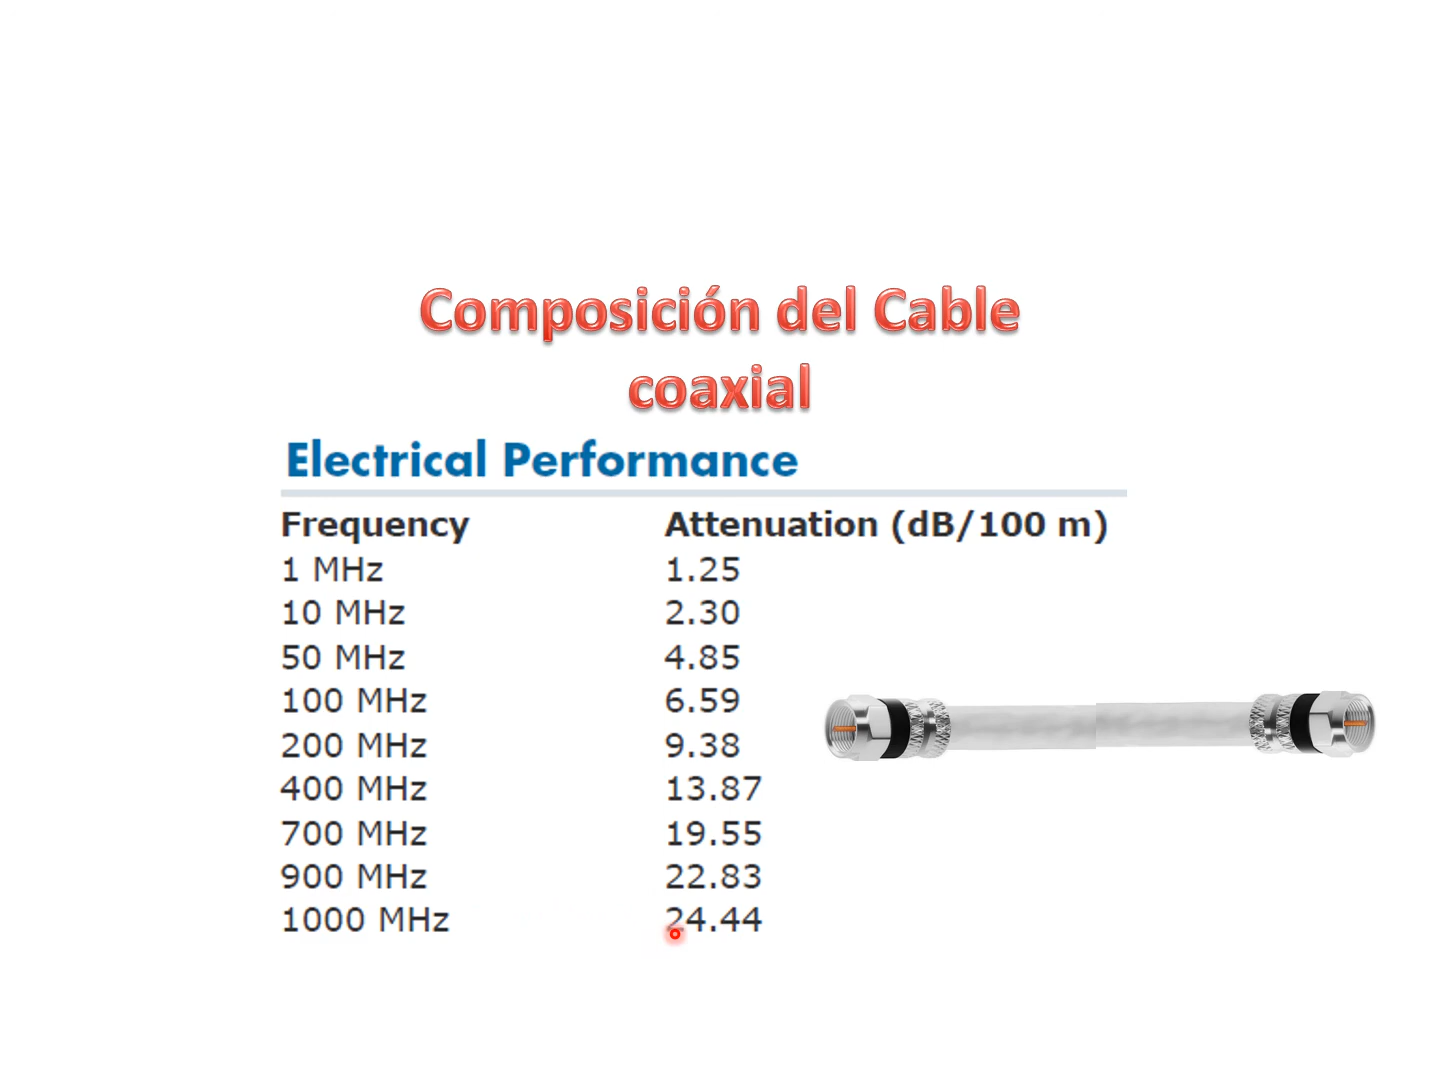 Composición del Cable
coaxial
Electrical Performance
Frequency Attenuation (dB/100 m)
1 MHz 1.25
10 MHz 2.30
50 MHz 4.85
100 MHz 6.59
200 MHz 9.38
400 MHz 13.87
700 MHz 19.55
900 MHz 22.83
1000 MHz 24.44